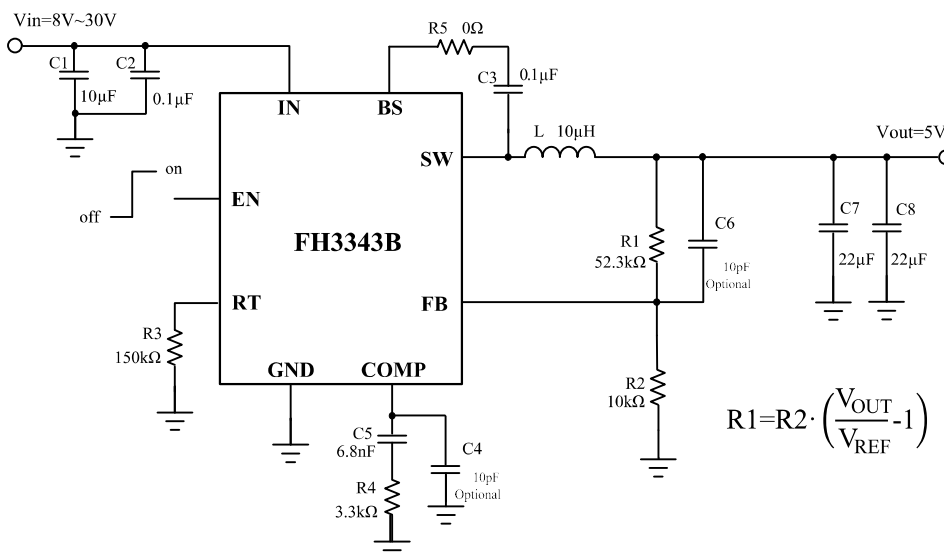 Vin=8V~30V
C1
10μF
C2
0.1μF
R5 0Ω
C3
0.1μF
IN
BS
SW
L 10μH
Vout=5V
on
off
EN
FH3343B
R1
52.3kΩ
C6
10pF
Optional
C7
22μF
C8
22μF
RT
FB
R3
150kΩ
GND
COMP
R2
10kΩ
C5
6.8nF
C4
10pF
Optional
R4
3.3kΩ
R1=R2·(VOUT/VREF-1)